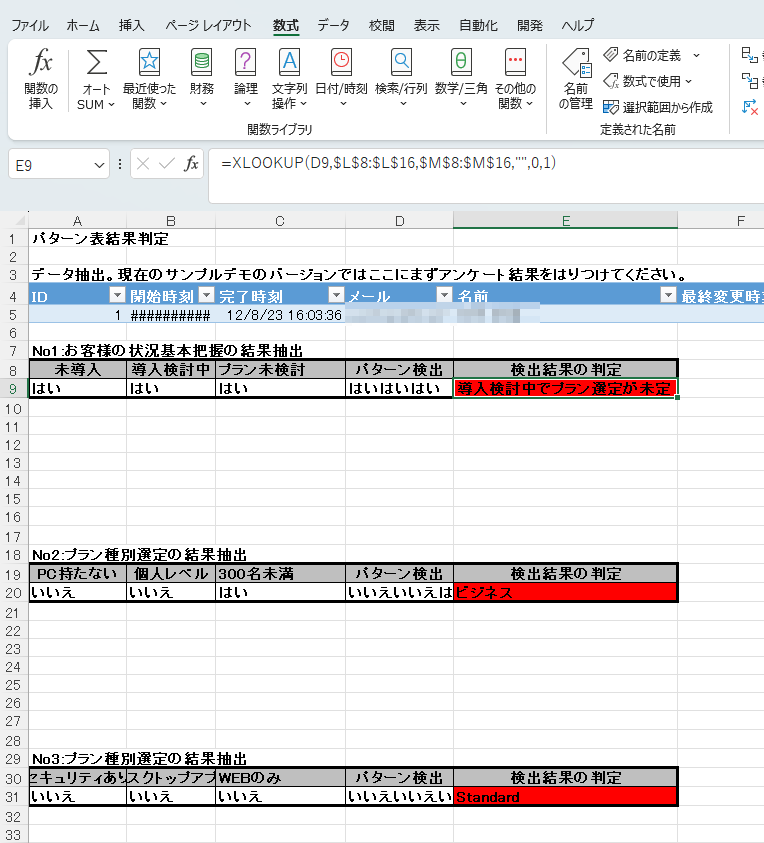 ファイル ホーム 挿入 ページ レイアウト 数式 データ 校閲 表示 自動化 開発 ヘルプ
fx 関数の挿入
Σ オート SUM
最近使った関数
財務
? 論理
A 文字列操作
日付/時刻
検索/行列
θ 数学/三角
その他の関数
関数ライブラリ
名前の管理
名前の定義
数式で使用
選択範囲から作成
定義された名前
E9 fx =XLOOKUP(D9,$L$8:$L$16,$M$8:$M$16,"",0,1)
A B C D E F
1 パターン表結果判定
2
3 データ抽出。現在のサンプルデモのバージョンではここにまずアンケート結果をはりつけてください。
4 ID 開始時刻 完了時刻 メール 名前 最終変更時
5 1 ########## 12/8/23 16:03:36
6
7 No1:お客様の状況基本把握の結果抽出
8 未導入 導入検討中 プラン未検討 パターン検出 検出結果の判定
9 はい はい はい はいはいはい 導入検討中でプラン選定が未定
10
11
12
13
14
15
16
17
18 No2:プラン種別選定の結果抽出
19 PC持たない 個人レベル 300名未満 パターン検出 検出結果の判定
20 いいえ いいえ はい いいえいいえは ビジネス
21
22
23
24
25
26
27
28
29 No3:プラン種別選定の結果抽出
30 セキュリティあり スクトップアプ WEBのみ パターン検出 検出結果の判定
31 いいえ いいえ いいえ いいえいいえい Standard
32
33